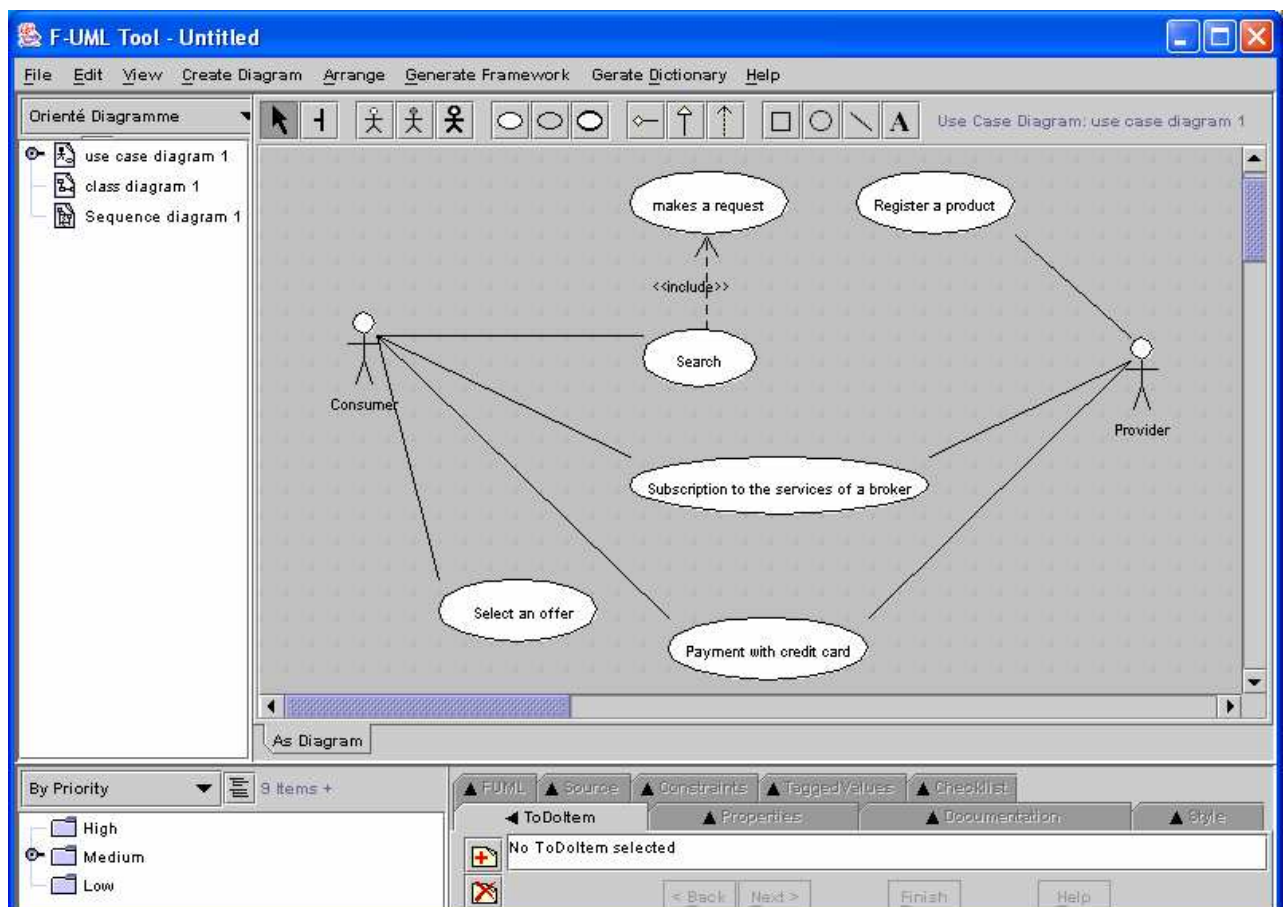 F-UML Tool - Untitled
File Edit View Create Diagram Arrange Generate Framework Gerate Dictionary Help
Orienté Diagramme
A Use Case Diagram: use case diagram 1
use case diagram 1
class diagram 1
Sequence diagram 1
makes a request
Register a product
<<include>>
Search
Consumer
Provider
Subscription to the services of a broker
Select an offer
Payment with credit card
As Diagram
By Priority
9 Items +
High
Medium
Low
FUML Source Constraints TaggedValues Checklist
ToDoItem Properties Documentation Style
No ToDoItem selected
< Back Next > Finish Help